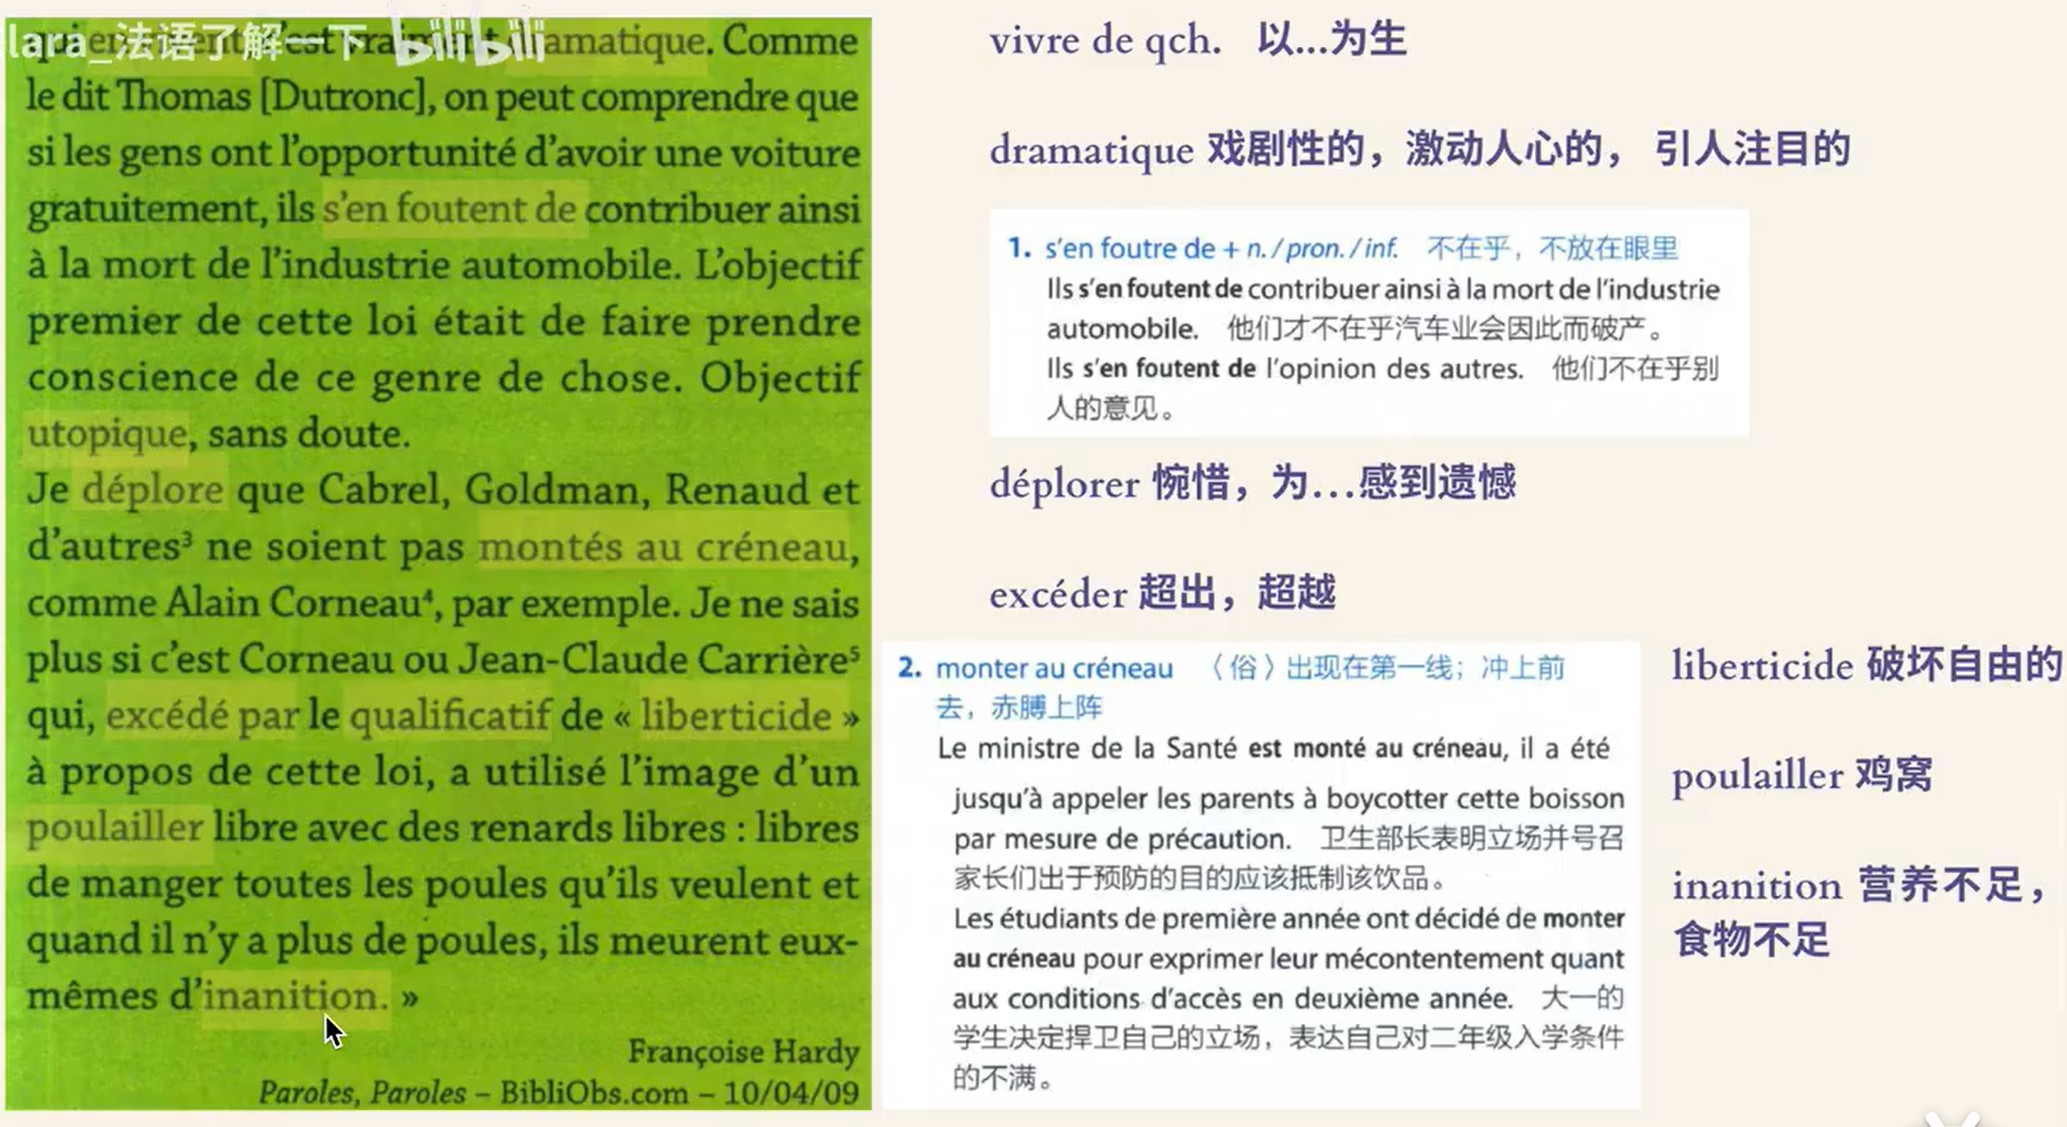 lara_法语了解一下 bilibili
amatique. Comme
le dit Thomas [Dutronc], on peut comprendre que
si les gens ont l'opportunité d'avoir une voiture
gratuitement, ils s'en foutent de contribuer ainsi
à la mort de l'industrie automobile. L'objectif
premier de cette loi était de faire prendre
conscience de ce genre de chose. Objectif
utopique, sans doute.
Je déplore que Cabrel, Goldman, Renaud et
d'autres³ ne soient pas montés au créneau,
comme Alain Corneau⁴, par exemple. Je ne sais
plus si c'est Corneau ou Jean-Claude Carrière⁵
qui, excédé par le qualificatif de « liberticide »
à propos de cette loi, a utilisé l'image d'un
poulailler libre avec des renards libres : libres
de manger toutes les poules qu'ils veulent et
quand il n'y a plus de poules, ils meurent eux-
mêmes d'inanition. »
Françoise Hardy
Paroles, Paroles – BibliObs.com – 10/04/09
vivre de qch. 以...为生
dramatique 戏剧性的，激动人心的， 引人注目的
1. s'en foutre de + n./pron./inf. 不在乎，不放在眼里
Ils s'en foutent de contribuer ainsi à la mort de l'industrie
automobile. 他们才不在乎汽车业会因此而破产。
Ils s'en foutent de l'opinion des autres. 他们不在乎别
人的意见。
déplorer 惋惜，为...感到遗憾
excéder 超出，超越
2. monter au créneau 〈俗〉出现在第一线；冲上前
去，赤膊上阵
Le ministre de la Santé est monté au créneau, il a été
jusqu'à appeler les parents à boycotter cette boisson
par mesure de précaution. 卫生部长表明立场并号召
家长们出于预防的目的应该抵制该饮品。
Les étudiants de première année ont décidé de monter
au créneau pour exprimer leur mécontentement quant
aux conditions d'accès en deuxième année. 大一的
学生决定捍卫自己的立场，表达自己对二年级入学条件
的不满。
liberticide 破坏自由的
poulailler 鸡窝
inanition 营养不足，
食物不足